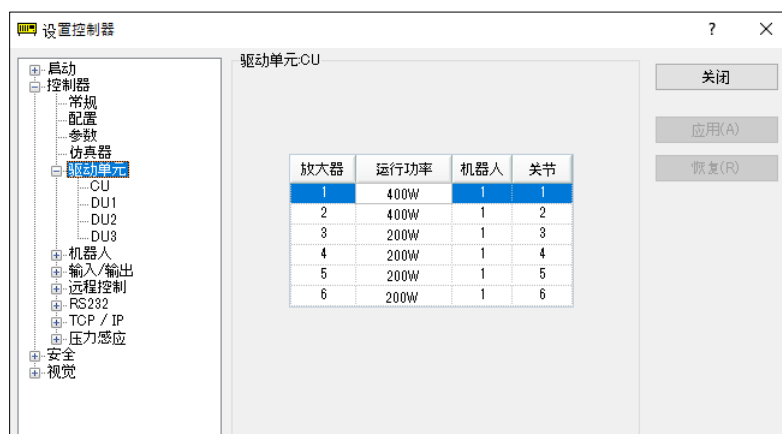 设置控制器
? ×
启动
控制器
常规
配置
参数
仿真器
驱动单元
CU
DU1
DU2
DU3
机器人
输入/输出
远程控制
RS232
TCP / IP
压力感应
安全
视觉
驱动单元:CU
放大器 运行功率 机器人 关节
1 400W 1 1
2 400W 1 2
3 200W 1 3
4 200W 1 4
5 200W 1 5
6 200W 1 6
关闭
应用(A)
恢复(R)